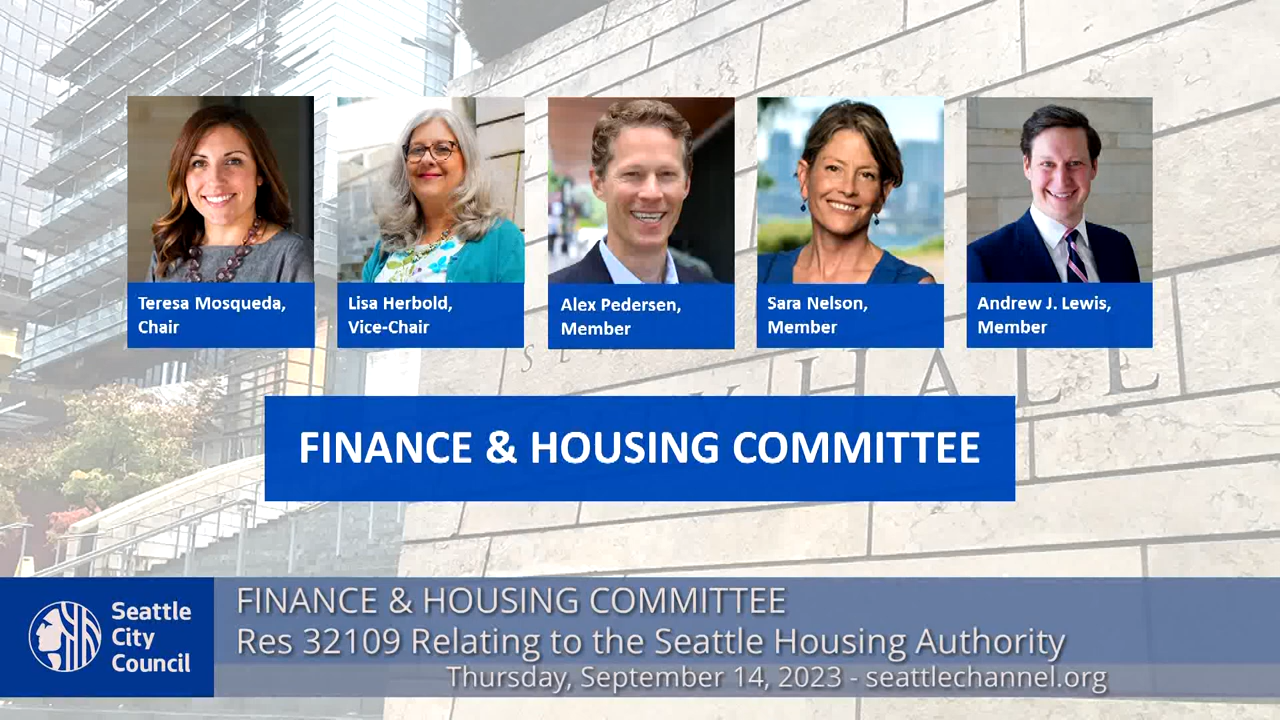 Teresa Mosqueda,
Chair
Lisa Herbold,
Vice-Chair
Alex Pedersen,
Member
Sara Nelson,
Member
Andrew J. Lewis,
Member
HALL
FINANCE & HOUSING COMMITTEE
Seattle
City
Council
FINANCE & HOUSING COMMITTEE
Res 32109 Relating to the Seattle Housing Authority
Thursday, September 14, 2023 - seattlechannel.org